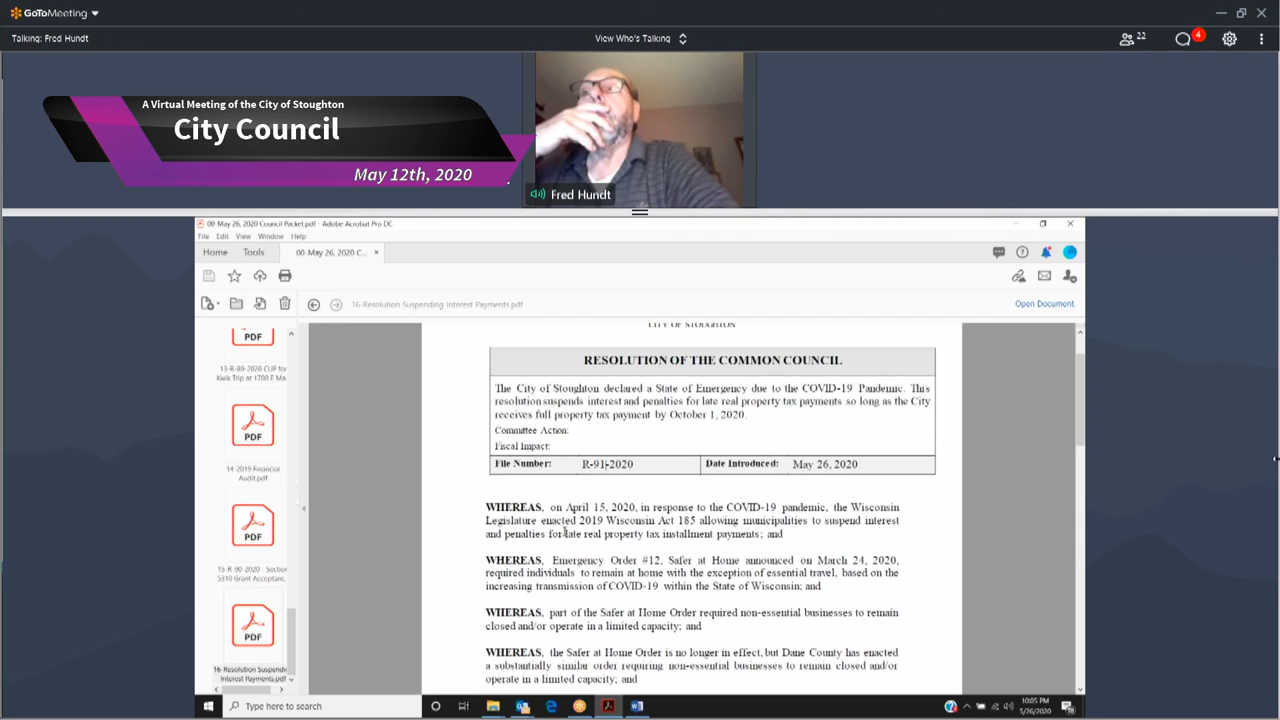 GoToMeeting
Talking: Fred Hundt
View Who's Talking
22
4
A Virtual Meeting of the City of Stoughton
City Council
May 12th, 2020
Fred Hundt
00-May 26, 2020 Council Packet.pdf - Adobe Acrobat Pro DC
File Edit View Window Help
Home Tools 00-May 26, 2020 C... ×
16-Resolution Suspending Interest Payments.pdf
Open Document
PDF
13-R-89-2020 CUP for
Kwik Trip at 1700 E Ma
PDF
14-2019 Financial
Audit.pdf
PDF
15-R-90-2020 - Section
5310 Grant Acceptanc
PDF
16-Resolution Suspending
Interest Payments.pdf
CITY OF STOUGHTON
RESOLUTION OF THE COMMON COUNCIL
The City of Stoughton declared a State of Emergency due to the COVID-19 Pandemic. This
resolution suspends interest and penalties for late real property tax payments so long as the City
receives full property tax payment by October 1, 2020.
Committee Action:
Fiscal Impact:
File Number: R-91-2020 Date Introduced: May 26, 2020
WHEREAS, on April 15, 2020, in response to the COVID-19 pandemic, the Wisconsin
Legislature enacted 2019 Wisconsin Act 185 allowing municipalities to suspend interest
and penalties for late real property tax installment payments; and
WHEREAS, Emergency Order #12, Safer at Home announced on March 24, 2020,
required individuals to remain at home with the exception of essential travel, based on the
increasing transmission of COVID-19 within the State of Wisconsin; and
WHEREAS, part of the Safer at Home Order required non-essential businesses to remain
closed and/or operate in a limited capacity; and
WHEREAS, the Safer at Home Order is no longer in effect, but Dane County has enacted
a substantially similar order requiring non-essential businesses to remain closed and/or
operate in a limited capacity; and
Type here to search
10:05 PM
5/26/2020